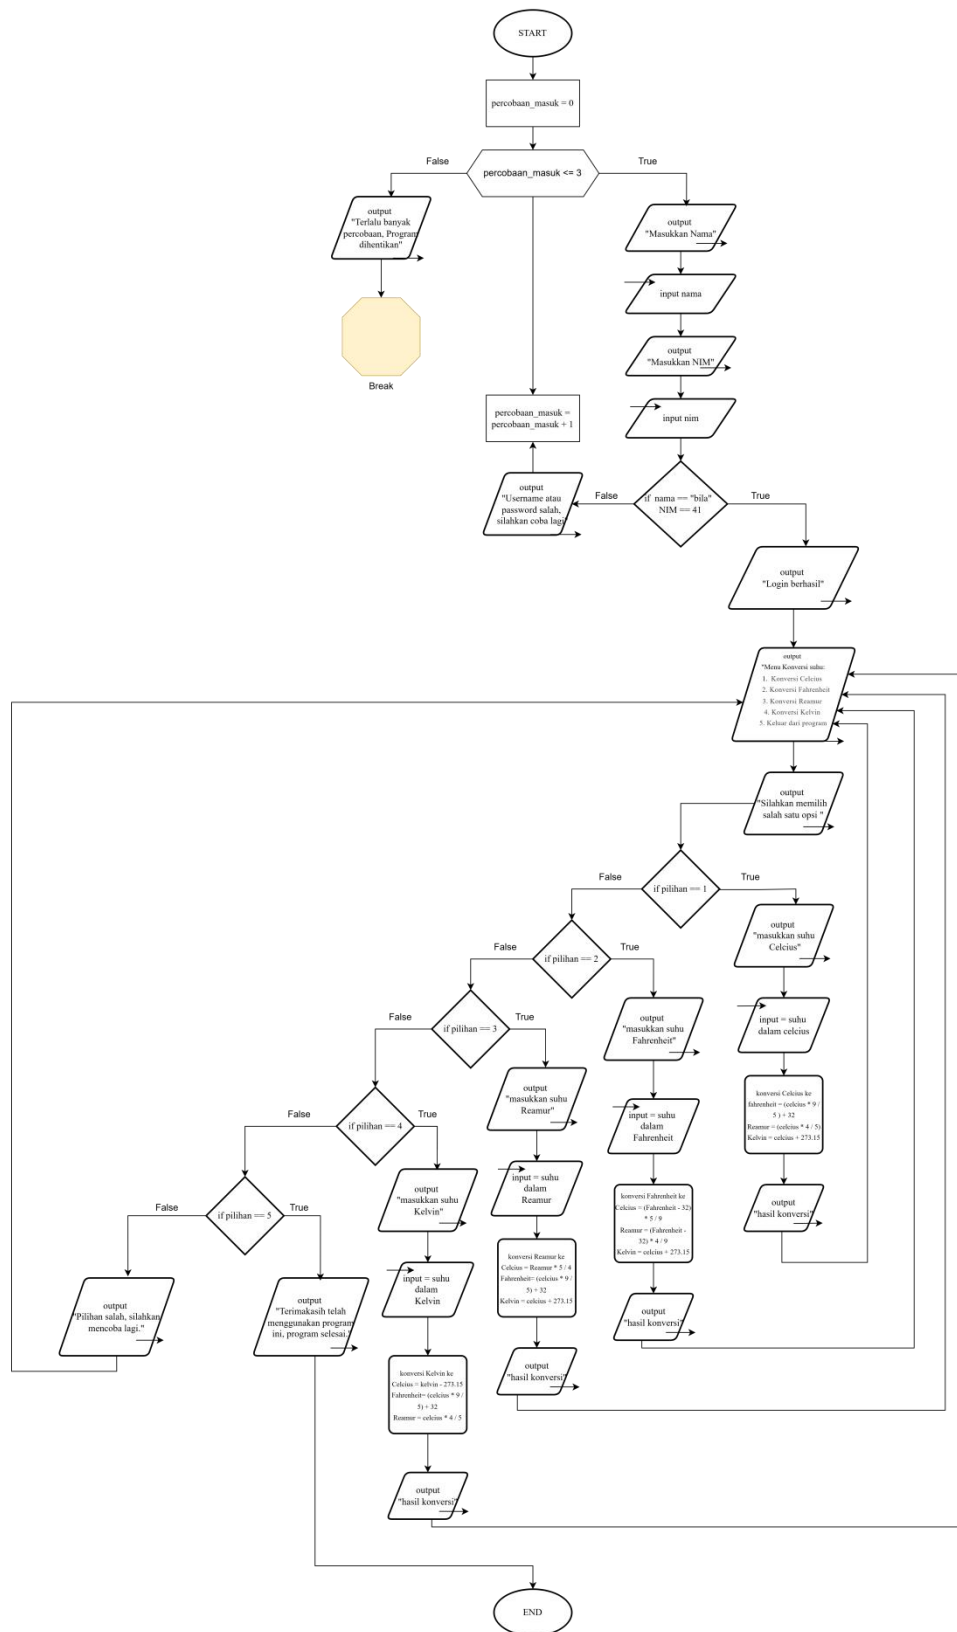 START
percobaan_masuk = 0
False
True
percobaan_masuk <= 3
output
"Terlalu banyak
percobaan, Program
dihentikan"
Break
output
"Masukkan Nama"
input nama
output
"Masukkan NIM"
input nim
percobaan_masuk =
percobaan_masuk + 1
if nama == "bila"
NIM == 41
False
True
output
"Username atau
password salah,
silahkan coba lagi"
output
"Login berhasil"
output
"Menu Konversi suhu:
1. Konversi Celcius
2. Konversi Fahrenheit
3. Konversi Reamur
4. Konversi Kelvin
5. Keluar dari program
output
"Silahkan memilih
salah satu opsi "
False
True
if pilihan == 1
output
"masukkan suhu
Celcius"
input = suhu
dalam celcius
konversi Celcius ke
fahrenheit = (celcius * 9 /
5 ) + 32
Reamur = (celcius * 4 / 5)
Kelvin = celcius + 273.15
output
"hasil konversi"
False
True
if pilihan == 2
output
"masukkan suhu
Fahrenheit"
input = suhu
dalam
Fahrenheit
konversi Fahrenheit ke
Celcius = (Fahrenheit - 32)
* 5 / 9
Reamur = (Fahrenheit -
32) * 4 / 9
Kelvin = celcius + 273.15
output
"hasil konversi"
False
True
if pilihan == 3
output
"masukkan suhu
Reamur"
input = suhu
dalam
Reamur
konversi Reamur ke
Celcius = Reamur * 5 / 4
Fahrenheit= (celcius * 9 /
5) + 32
Kelvin = celcius + 273.15
output
"hasil konversi"
False
True
if pilihan == 4
output
"masukkan suhu
Kelvin"
input = suhu
dalam
Kelvin
konversi Kelvin ke
Celcius = kelvin - 273.15
Fahrenheit= (celcius * 9 /
5) + 32
Reamur = celcius * 4 / 5
output
"hasil konversi"
False
True
if pilihan == 5
output
"Pilihan salah, silahkan
mencoba lagi."
output
"Terimakasih telah
menggunakan program
ini, program selesai."
END